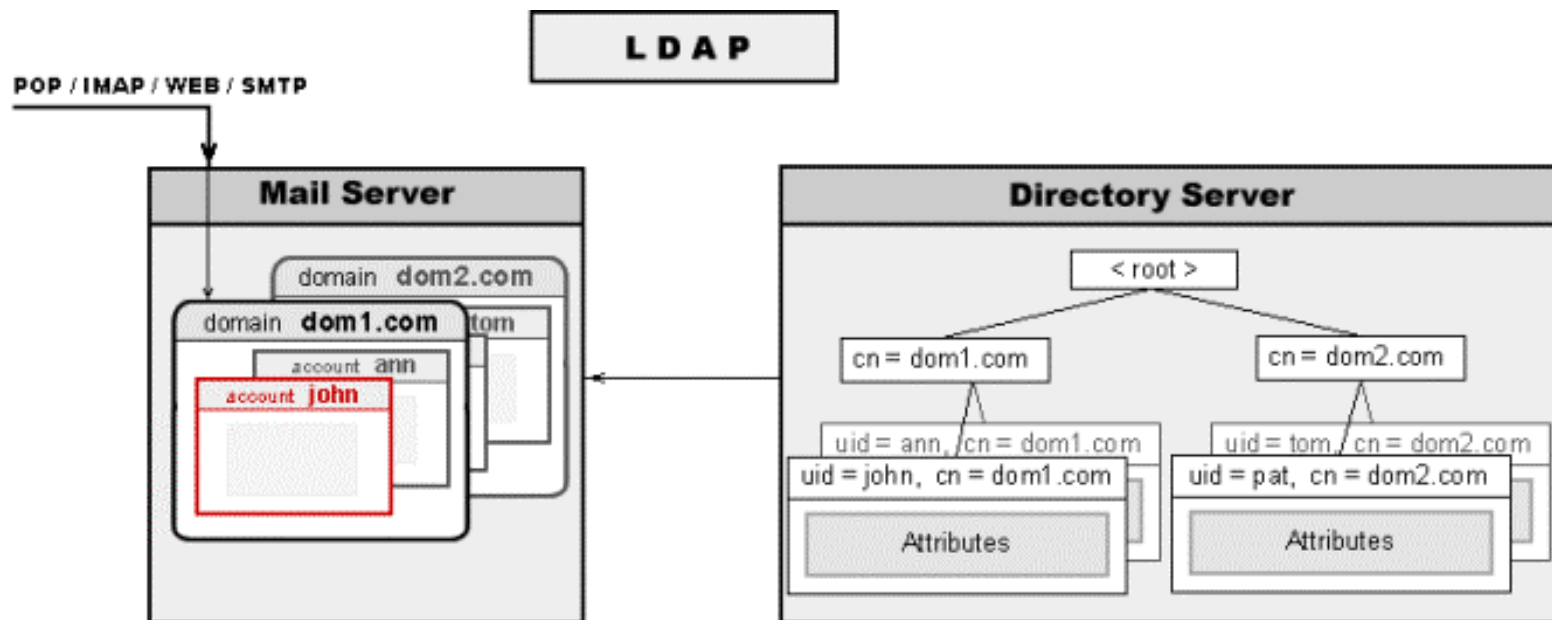 L D A P
POP / IMAP / WEB / SMTP
Mail Server
domain dom2.com
domain dom1.com
tom
account ann
account john
Directory Server
< root >
cn = dom1.com
cn = dom2.com
uid = ann, cn = dom1.com
uid = tom, cn = dom2.com
uid = john, cn = dom1.com
uid = pat, cn = dom2.com
Attributes
Attributes